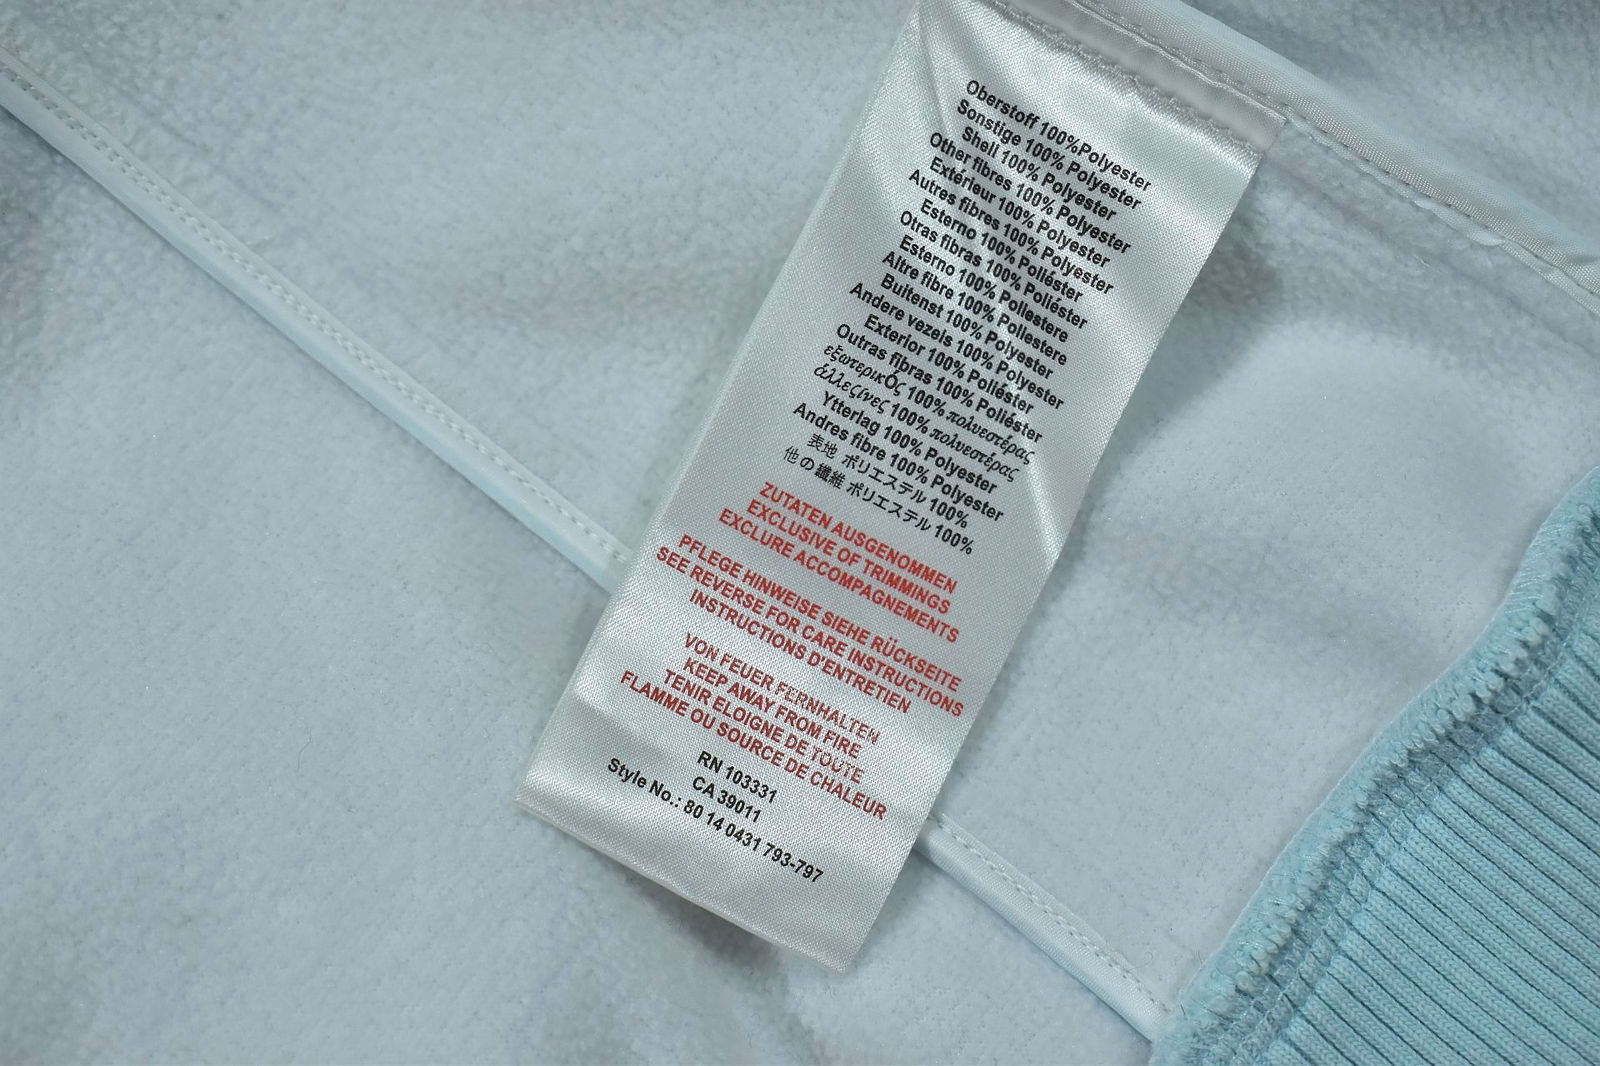 Oberstoff 100%Polyester
Sonstige 100% Polyester
Shell 100% Polyester
Other fibres 100% Polyester
Extérieur 100% Polyester
Autres fibres 100% Polyester
Esterno 100% Poliéster
Otras fibras 100% Poliéster
Esterno 100% Poliestere
Altre fibre 100% Poliestere
Buitenst 100% Polyester
Andere vezels 100% Polyester
Exterior 100% Poliéster
Outras fibras 100% Poliéster
εξωτερικΌς 100% πολυεστέρας
άλλεςίνες 100% πολυεστέρας
Ytterlag 100% Polyester
Andres fibre 100% Polyester
表地 ポリエステル 100%
他の繊維 ポリエステル 100%
ZUTATEN AUSGENOMMEN
EXCLUSIVE OF TRIMMINGS
EXCLURE ACCOMPAGNEMENTS
PFLEGE HINWEISE SIEHE RÜCKSEITE
SEE REVERSE FOR CARE INSTRUCTIONS
INSTRUCTIONS D'ENTRETIEN
VON FEUER FERNHALTEN
KEEP AWAY FROM FIRE
TENIR ELOIGNE DE TOUTE
FLAMME OU SOURCE DE CHALEUR
RN 103331
CA 39011
Style No.: 80 14 0431 793-797